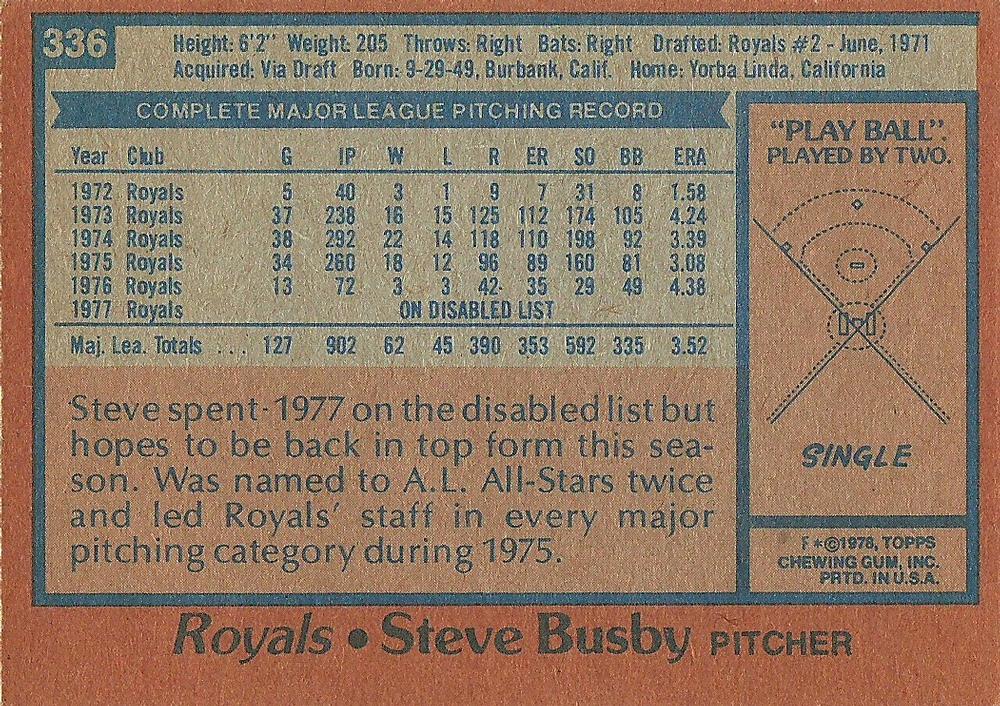 336
Height: 6'2" Weight: 205 Throws: Right Bats: Right Drafted: Royals #2 - June, 1971
Acquired: Via Draft Born: 9-29-49, Burbank, Calif. Home: Yorba Linda, California
COMPLETE MAJOR LEAGUE PITCHING RECORD
Year Club G IP W L R ER SO BB ERA
1972 Royals 5 40 3 1 9 7 31 8 1.58
1973 Royals 37 238 16 15 125 112 174 105 4.24
1974 Royals 38 292 22 14 118 110 198 92 3.39
1975 Royals 34 260 18 12 96 89 160 81 3.08
1976 Royals 13 72 3 3 42 35 29 49 4.38
1977 Royals ON DISABLED LIST
Maj. Lea. Totals ... 127 902 62 45 390 353 592 335 3.52
Steve spent 1977 on the disabled list but
hopes to be back in top form this sea-
son. Was named to A.L. All-Stars twice
and led Royals' staff in every major
pitching category during 1975.
"PLAY BALL".
PLAYED BY TWO.
SINGLE
F *©1978, TOPPS
CHEWING GUM, INC.
PRTD. IN U.S.A.
Royals • Steve Busby PITCHER